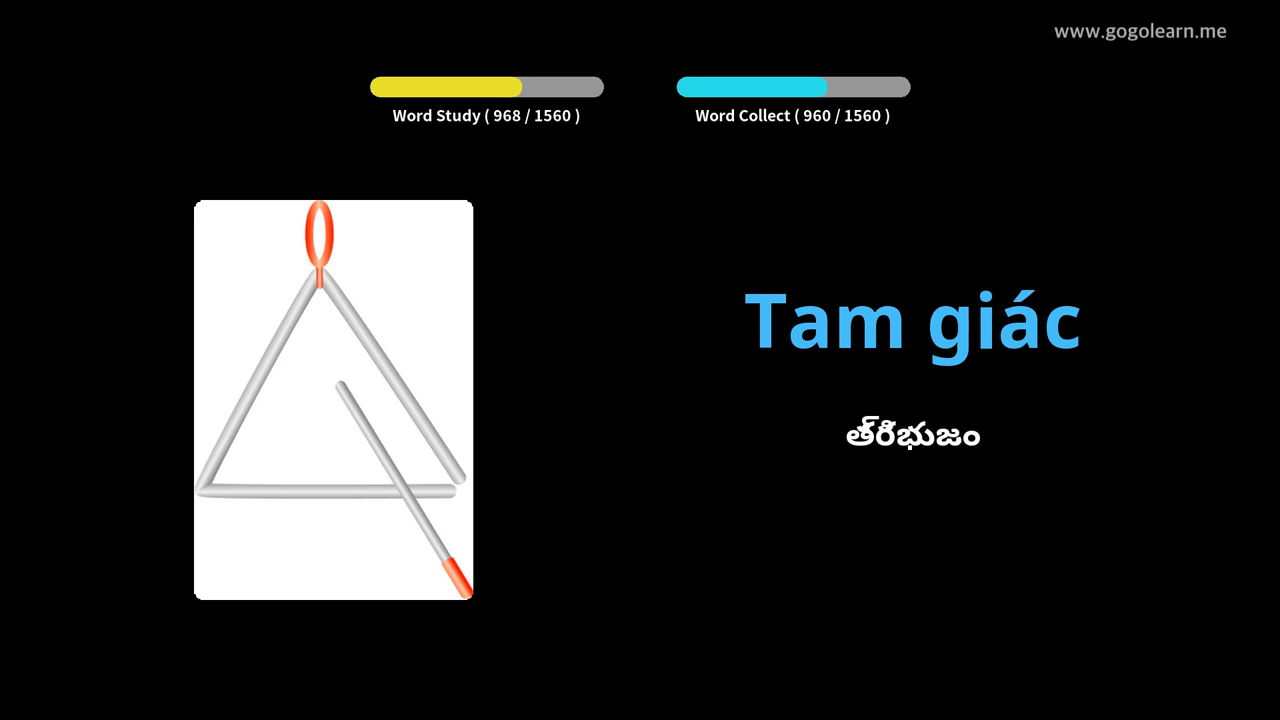 www.gogolearn.me
Word Study ( 968 / 1560 )
Word Collect ( 960 / 1560 )
Tam giác
త్రిభుజం